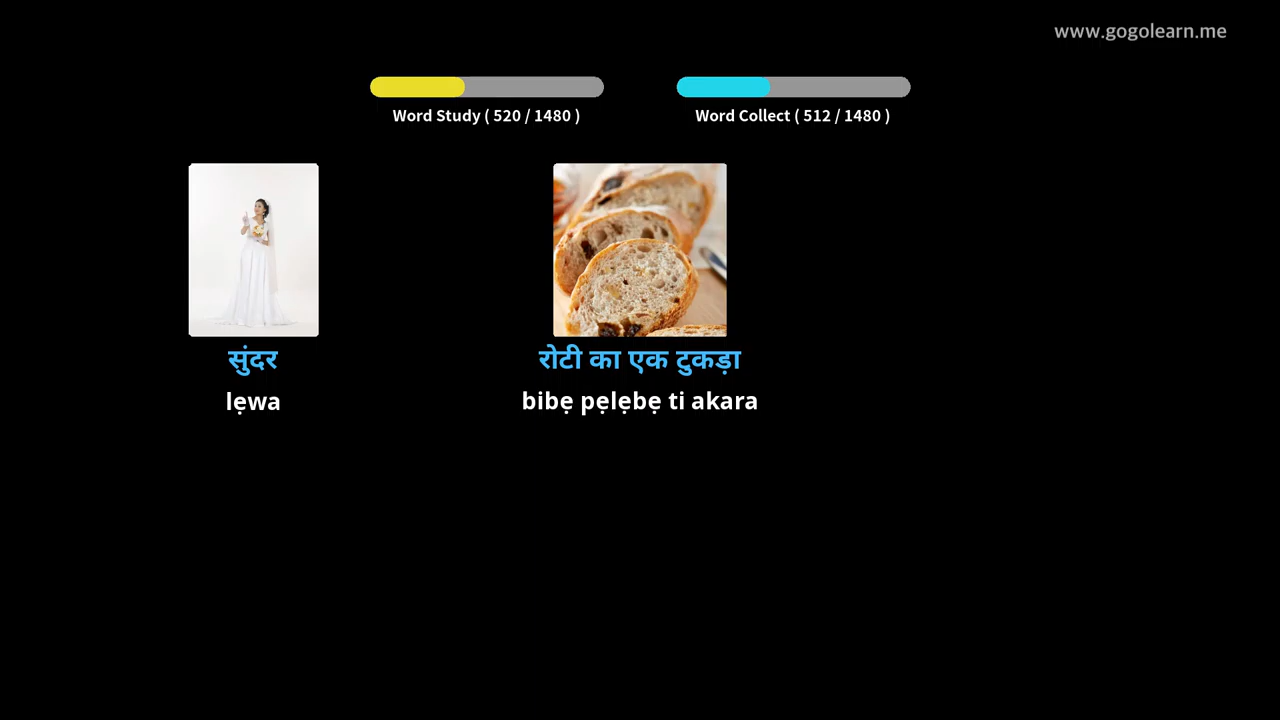 www.gogolearn.me
Word Study ( 520 / 1480 )
Word Collect ( 512 / 1480 )
सुंदर
lẹwa
रोटी का एक टुकड़ा
bibẹ pẹlẹbẹ ti akara